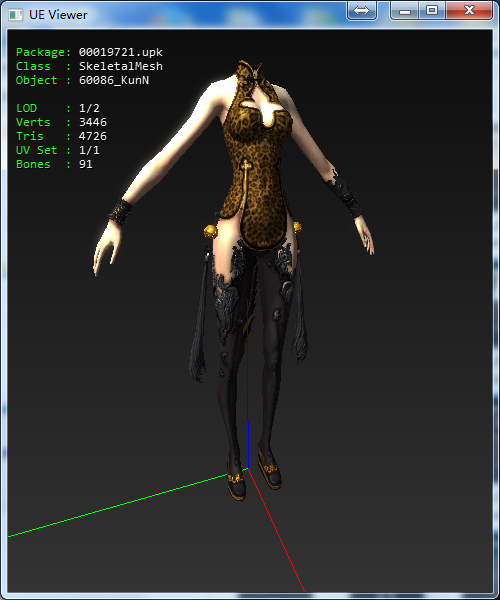 UE Viewer
Package: 00019721.upk
Class  : SkeletalMesh
Object : 60086_KunN
LOD    : 1/2
Verts  : 3446
Tris   : 4726
UV Set : 1/1
Bones  : 91